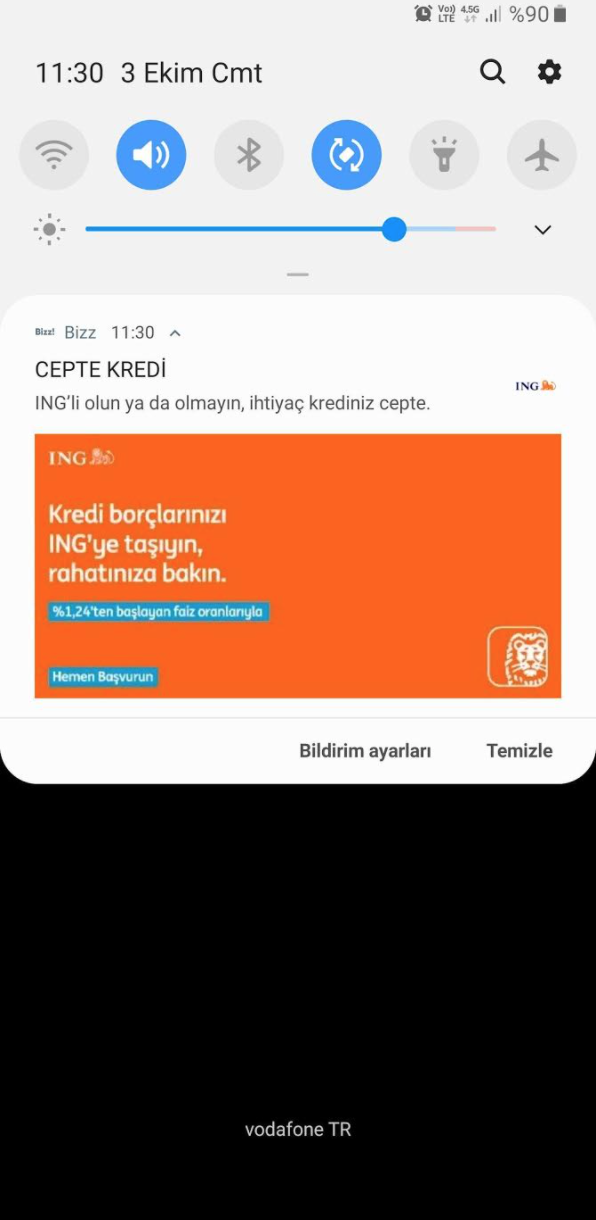 Vo)) 4.5G %90
LTE
11:30 3 Ekim Cmt
Bizz! Bizz 11:30
CEPTE KREDİ
ING
ING'li olun ya da olmayın, ihtiyaç krediniz cepte.
ING
Kredi borçlarınızı
ING'ye taşıyın,
rahatınıza bakın.
%1,24'ten başlayan faiz oranlarıyla
Hemen Başvurun
Bildirim ayarları Temizle
vodafone TR